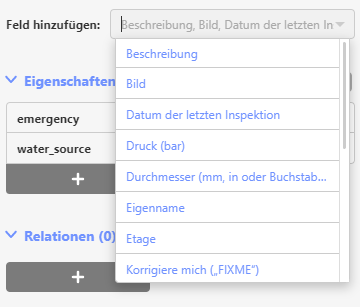 Feld hinzufügen:
Beschreibung, Bild, Datum der letzten In
Beschreibung
Bild
Datum der letzten Inspektion
Druck (bar)
Durchmesser (mm, in oder Buchstab...
Eigenname
Etage
Korrigiere mich („FIXME“)
Eigenschaften
emergency
water_source
+
Relationen (0)
+